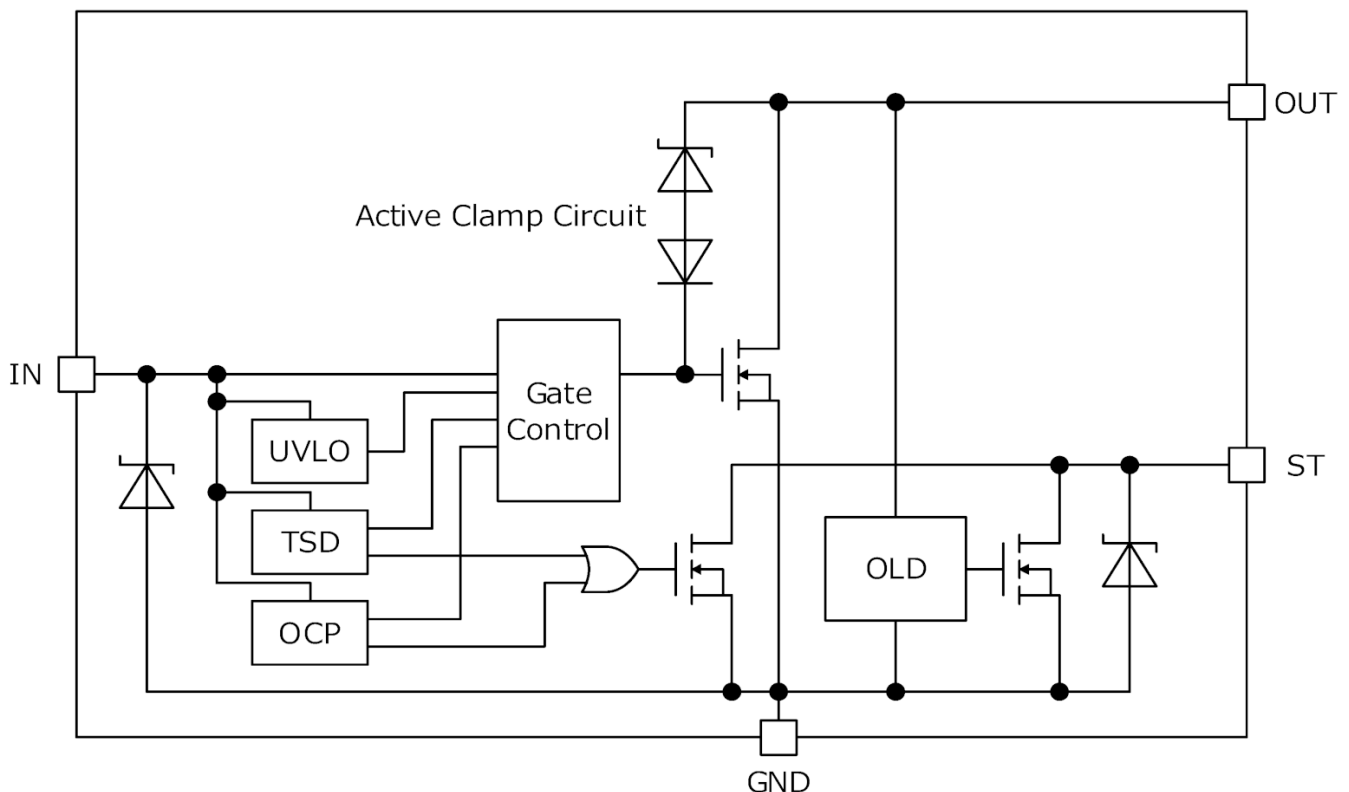 OUT
Active Clamp Circuit
IN
Gate
Control
UVLO
ST
TSD
OLD
OCP
GND